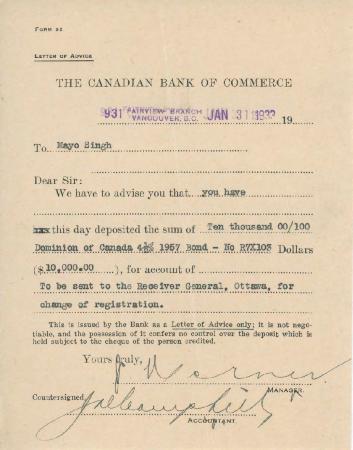 FORM 92
LETTER OF ADVICE
THE CANADIAN BANK OF COMMERCE
931 FAIRVIEW BRANCH
VANCOUVER, B.C. JAN 31 1933 19
To Mayo Singh
Dear Sir:
We have to advise you that you have
xxx this day deposited the sum of Ten thousand 00/100
Dominion of Canada 4½% 1957 Bond - No R7X103 Dollars
($10,000.00 ), for account of
To be sent to the Receiver General, Ottawa, for
change of registration.
This is issued by the Bank as a Letter of Advice only; it is not nego-
tiable, and the possession of it confers no control over the deposit which is
held subject to the cheque of the person credited.
Yours truly,
MANAGER.
Countersigned
ACCOUNTANT.